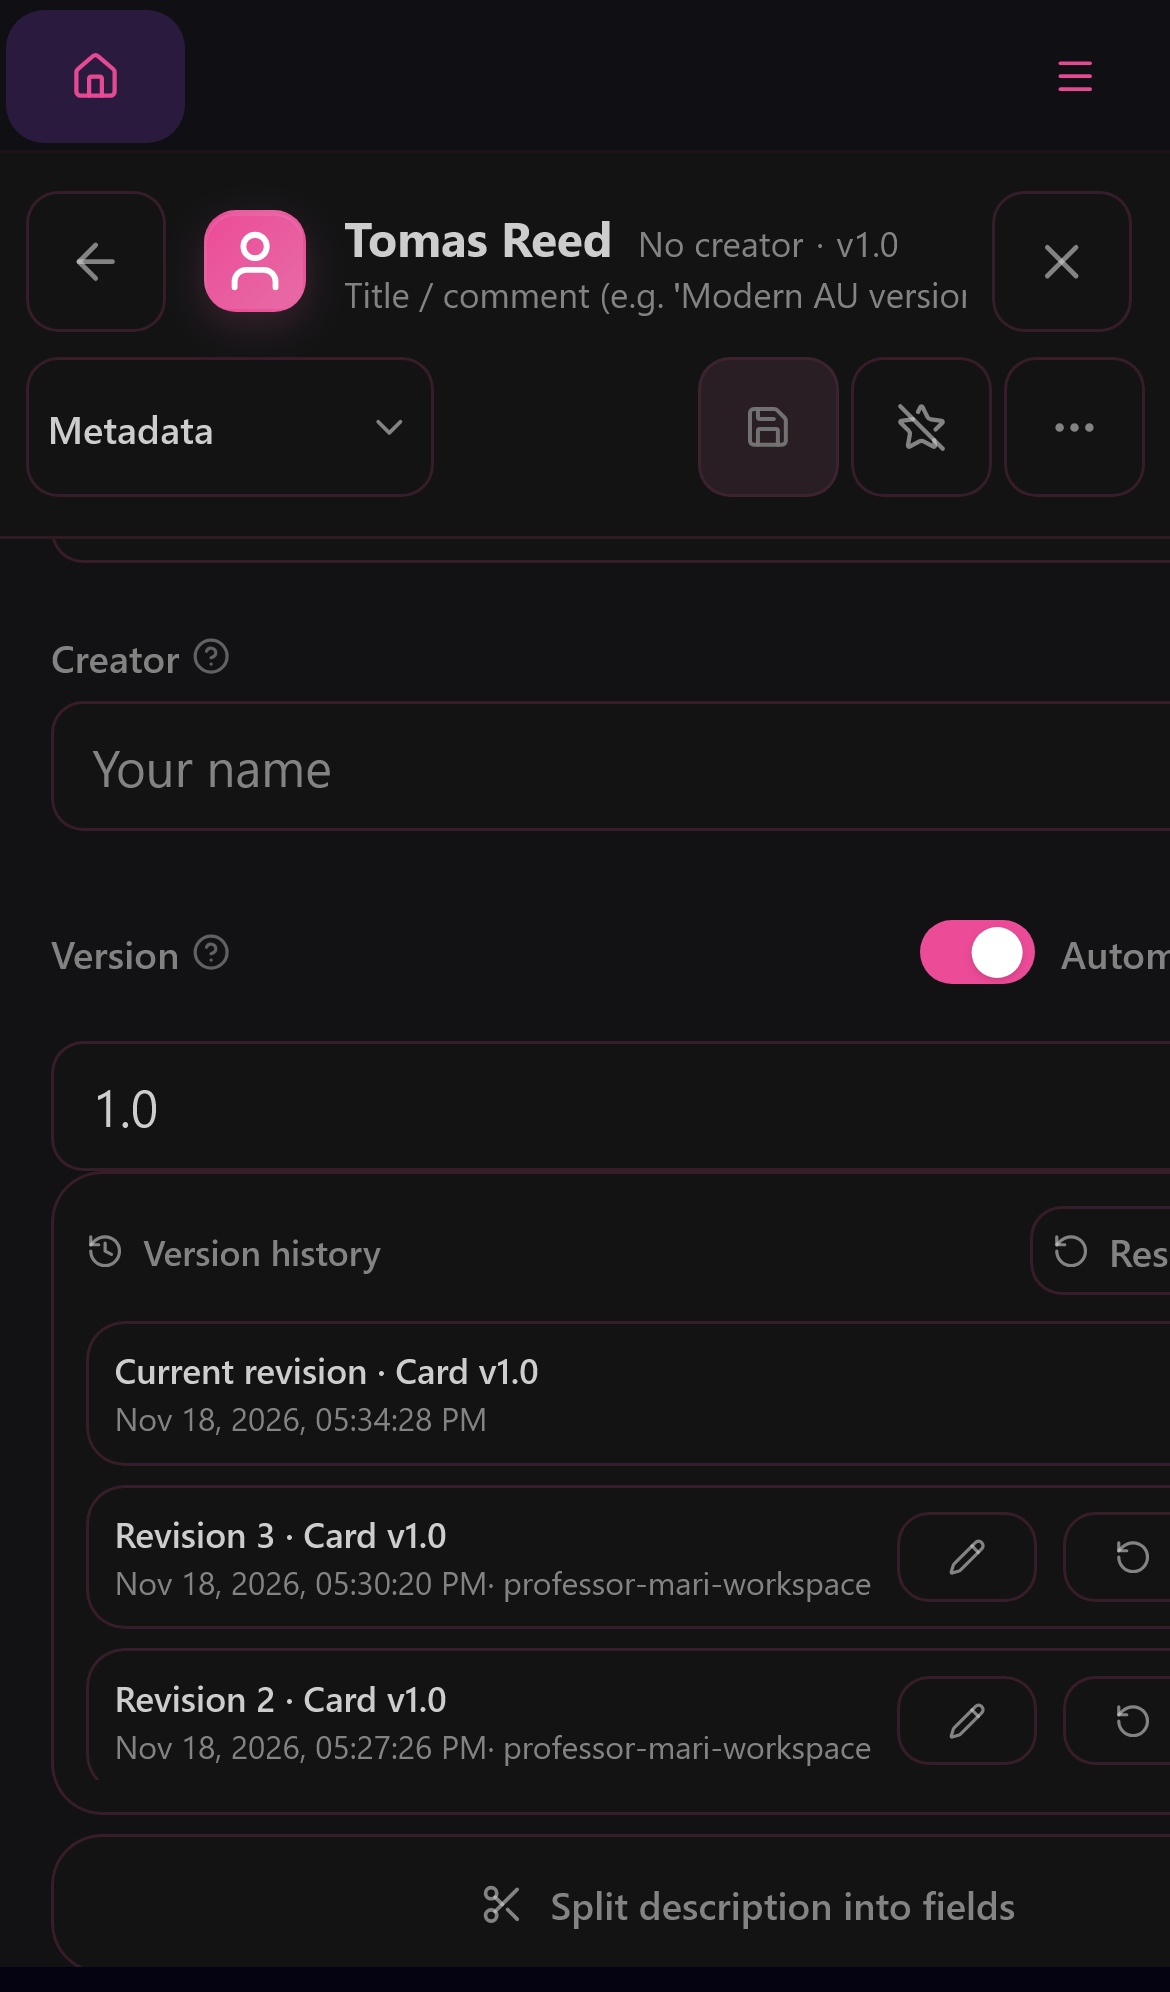 Tomas Reed No creator · v1.0
Title / comment (e.g. 'Modern AU version
Metadata
Creator
Your name
Version
Autom
1.0
Version history
Res
Current revision · Card v1.0
Nov 18, 2026, 05:34:28 PM
Revision 3 · Card v1.0
Nov 18, 2026, 05:30:20 PM· professor-mari-workspace
Revision 2 · Card v1.0
Nov 18, 2026, 05:27:26 PM· professor-mari-workspace
Split description into fields